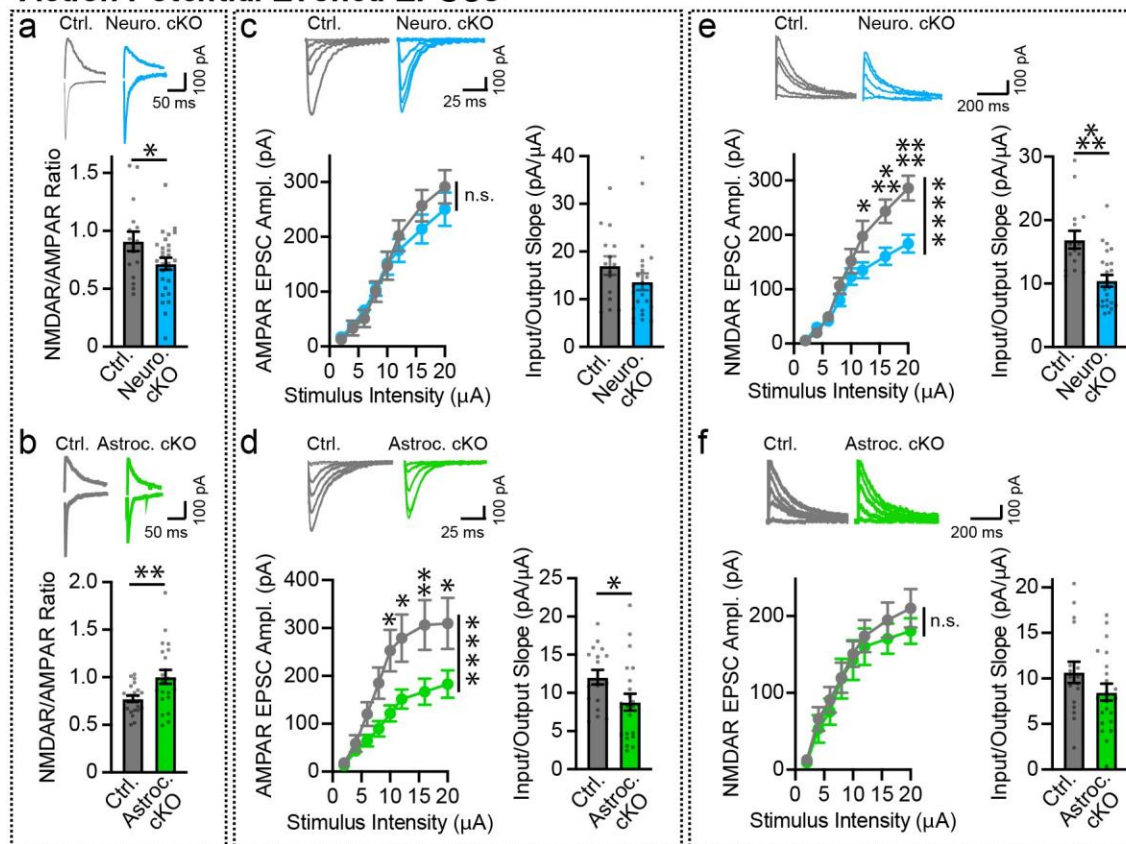 a
Ctrl. Neuro. cKO
100 pA
50 ms
NMDAR/AMPAR Ratio
1.5
1.0
0.5
0
*
Ctrl.
Neuro.
cKO
b
Ctrl. Astroc. cKO
100 pA
50 ms
NMDAR/AMPAR Ratio
2.0
1.5
1.0
0.5
0
**
Ctrl.
Astroc.
cKO
c
Ctrl. Neuro. cKO
100 pA
25 ms
AMPAR EPSC Ampl. (pA)
300
200
100
0
n.s.
0 5 10 15 20
Stimulus Intensity (µA)
Input/Output Slope (pA/µA)
40
30
20
10
0
Ctrl.
Neuro.
cKO
d
Ctrl. Astroc. cKO
100 pA
25 ms
AMPAR EPSC Ampl. (pA)
400
300
200
100
0
* * ** *
****
0 5 10 15 20
Stimulus Intensity (µA)
Input/Output Slope (pA/µA)
25
20
15
10
5
0
*
Ctrl.
Astroc.
cKO
e
Ctrl. Neuro. cKO
100 pA
200 ms
NMDAR EPSC Ampl. (pA)
300
200
100
0
* *** ****
****
0 5 10 15 20
Stimulus Intensity (µA)
Input/Output Slope (pA/µA)
30
20
10
0
***
Ctrl.
Neuro.
cKO
f
Ctrl. Astroc. cKO
100 pA
200 ms
NMDAR EPSC Ampl. (pA)
200
100
0
n.s.
0 5 10 15 20
Stimulus Intensity (µA)
Input/Output Slope (pA/µA)
20
15
10
5
0
Ctrl.
Astroc.
cKO